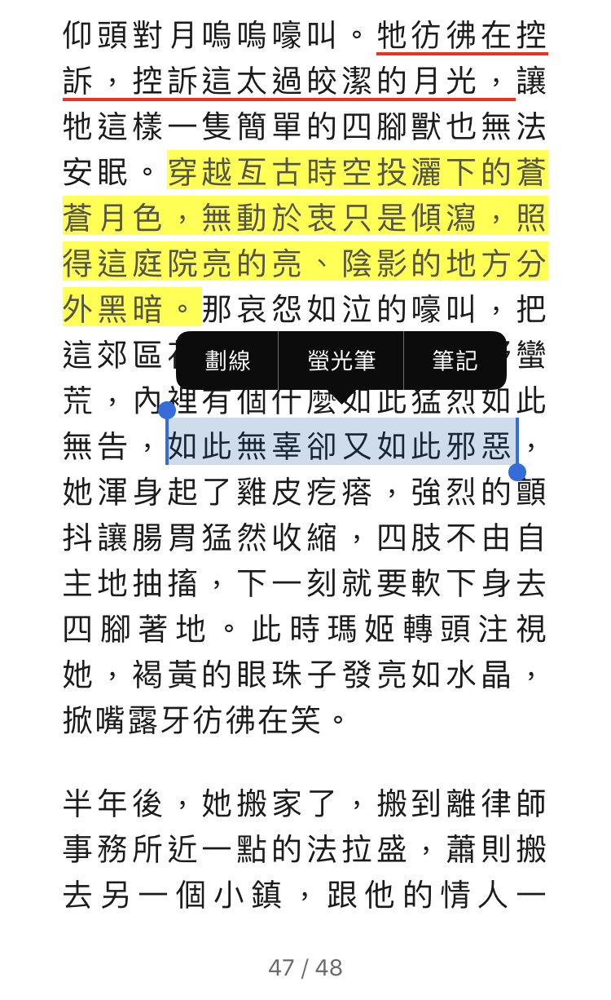 仰頭對月嗚嗚嚎叫。牠彷彿在控
訴，控訴這太過皎潔的月光，讓
牠這樣一隻簡單的四腳獸也無法
安眠。穿越亙古時空投灑下的蒼
蒼月色，無動於衷只是傾瀉，照
得這庭院亮的亮、陰影的地方分
外黑暗。那哀怨如泣的嚎叫，把
這郊區
蠻
劃線
螢光筆
筆記
荒，內裡有個什麼如此猛烈如此
無告，如此無辜卻又如此邪惡，
她渾身起了雞皮疙瘩，強烈的顫
抖讓腸胃猛然收縮，四肢不由自
主地抽搐，下一刻就要軟下身去
四腳著地。此時瑪姬轉頭注視
她，褐黃的眼珠子發亮如水晶，
掀嘴露牙彷彿在笑。
半年後，她搬家了，搬到離律師
事務所近一點的法拉盛，蕭則搬
去另一個小鎮，跟他的情人一
47 / 48